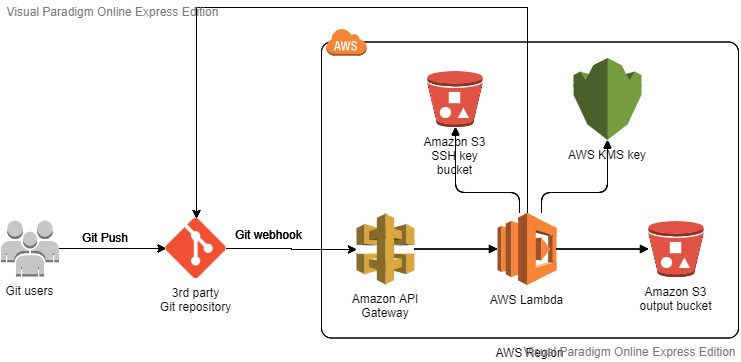 Visual Paradigm Online Express Edition
AWS
Amazon S3
SSH key
bucket
AWS KMS key
Git Push
Git webhook
Git users
3rd party
Git repository
Amazon API
Gateway
AWS Lambda
Amazon S3
output bucket
AWS Region
Visual Paradigm Online Express Edition